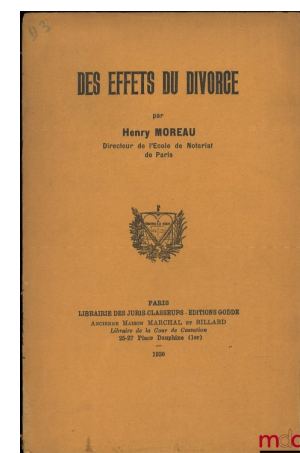 DES EFFETS DU DIVORCE
par
Henry MOREAU
Directeur de l'Ecole de Notariat
de Paris
PARIS
LIBRAIRIE DES JURIS-CLASSEURS - EDITIONS GODDE
ANCIENNE MAISON MARCHAL ET BILLARD
Libraire de la Cour de Cassation
25-27 Place Dauphine (1er)
1930